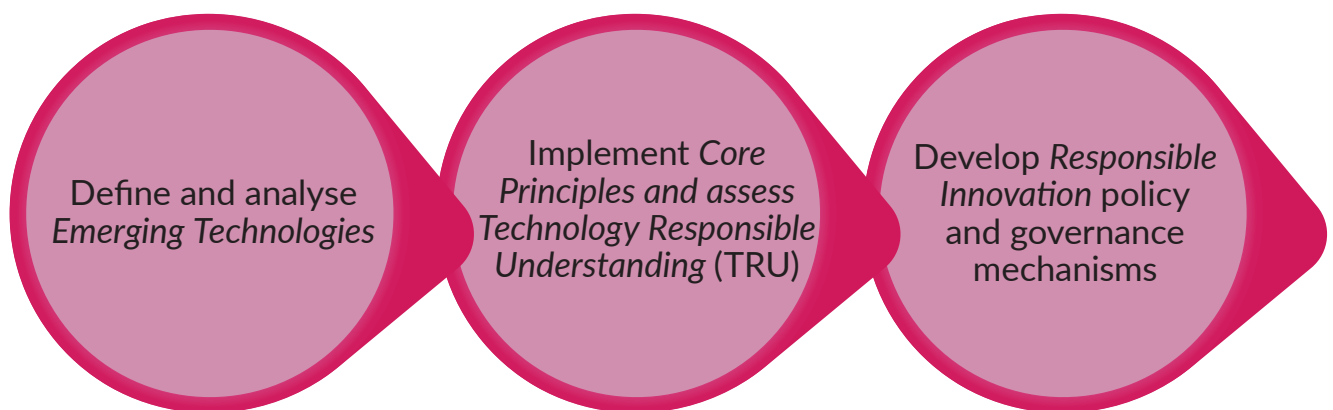 Define and analyse
Emerging Technologies
Implement Core
Principles and assess
Technology Responsible
Understanding (TRU)
Develop Responsible
Innovation policy
and governance
mechanisms